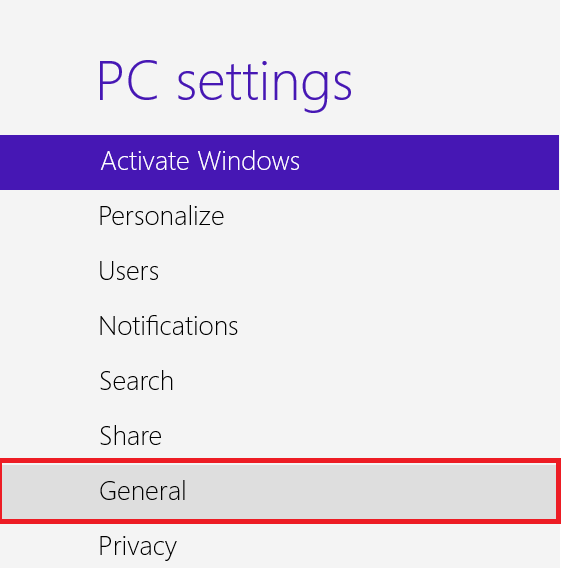 PC settings
Activate Windows
Personalize
Users
Notifications
Search
Share
General
Privacy